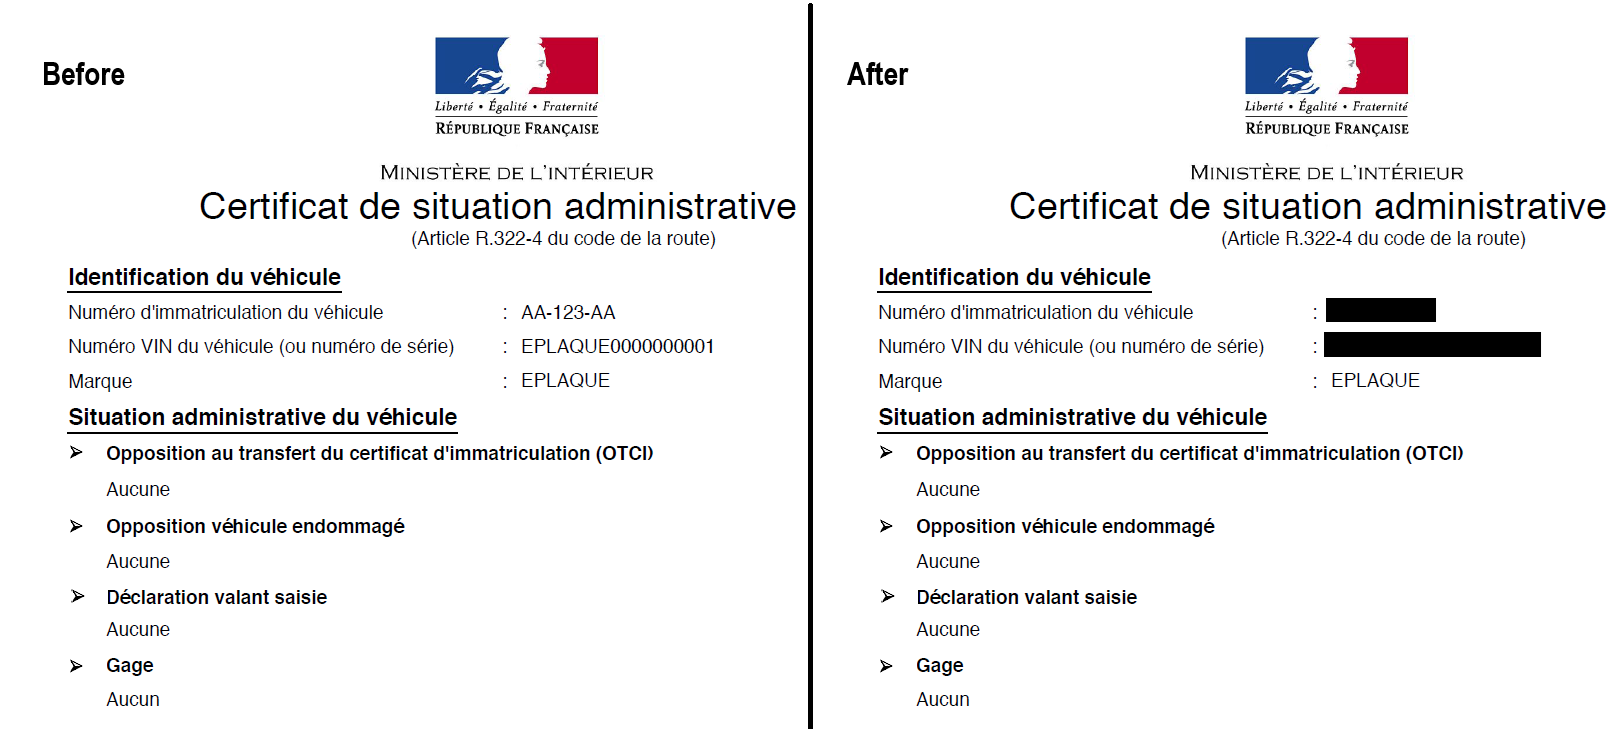 Before
Liberté • Égalité • Fraternité
RÉPUBLIQUE FRANÇAISE
MINISTÈRE DE L'INTÉRIEUR
Certificat de situation administrative
(Article R.322-4 du code de la route)
Identification du véhicule
Numéro d'immatriculation du véhicule : AA-123-AA
Numéro VIN du véhicule (ou numéro de série) : EPLAQUE0000000001
Marque : EPLAQUE
Situation administrative du véhicule
➢ Opposition au transfert du certificat d'immatriculation (OTCI)
Aucune
➢ Opposition véhicule endommagé
Aucune
➢ Déclaration valant saisie
Aucune
➢ Gage
Aucun
After
Liberté • Égalité • Fraternité
RÉPUBLIQUE FRANÇAISE
MINISTÈRE DE L'INTÉRIEUR
Certificat de situation administrative
(Article R.322-4 du code de la route)
Identification du véhicule
Numéro d'immatriculation du véhicule :
Numéro VIN du véhicule (ou numéro de série) :
Marque : EPLAQUE
Situation administrative du véhicule
➢ Opposition au transfert du certificat d'immatriculation (OTCI)
Aucune
➢ Opposition véhicule endommagé
Aucune
➢ Déclaration valant saisie
Aucune
➢ Gage
Aucun